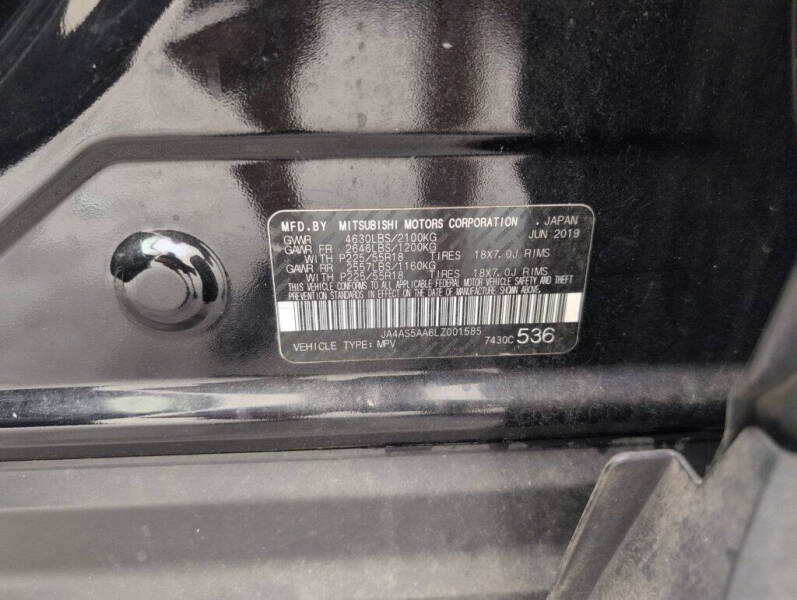 MFD.BY MITSUBISHI MOTORS CORPORATION , JAPAN
GVWR 4630LBS/2100KG JUN 2019
GAWR FR 2646LBS/1200KG
WITH P225/55R18 TIRES 18X7.0J RIMS
GAWR RR 2557LBS/1160KG
WITH P225/55R18 TIRES 18X7.0J RIMS
THIS VEHICLE CONFORMS TO ALL APPLICABLE FEDERAL MOTOR VEHICLE SAFETY AND THEFT
PREVENTION STANDARDS IN EFFECT ON THE DATE OF MANUFACTURE SHOWN ABOVE.
JA4AS5AA6LZ001585
VEHICLE TYPE: MPV 7430C 536